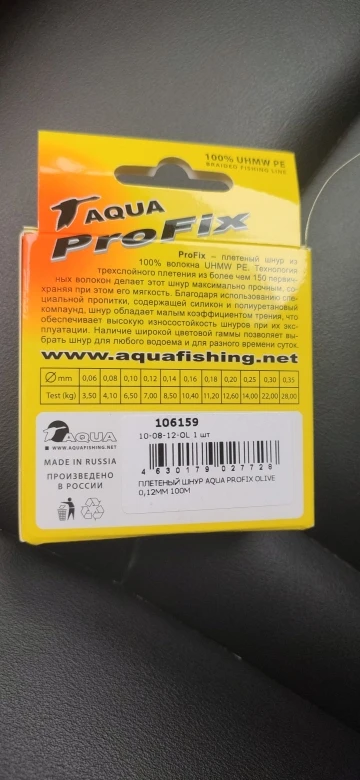 100% UHMW PE
BRAIDED FISHING LINE
AQUA
ProFix
ProFix – плетеный шнур из
100% волокна UHMW PE. Технология
трехслойного плетения из более чем 150 первич-
ных волокон делает этот шнур максимально прочным, со-
храняя при этом его мягкость. Благодаря использованию спе-
циальной пропитки, содержащей силикон и полиуретановый
компаунд, шнур обладает малым коэффициентом трения, что
обеспечивает высокую износостойкость шнуров при их экс-
плуатации. Наличие широкой цветовой гаммы позволяет вы-
брать шнур для любого водоема и для разного времени суток.
www.aquafishing.net
Ø mm 0,06 0,08 0,10 0,12 0,14 0,16 0,18 0,20 0,25 0,30 0,35
Test (kg) 3,50 4,10 6,50 7,00 8,50 10,40 11,20 12,60 14,00 22,00 28,00
AQUA
WWW.AQUAFISHING.NET
MADE IN RUSSIA
ПРОИЗВЕДЕНО
В РОССИИ
106159
10-08-12-OL 1 шт
4 630179 027726
ПЛЕТЕНЫЙ ШНУР AQUA PROFIX OLIVE
0,12ММ 100М